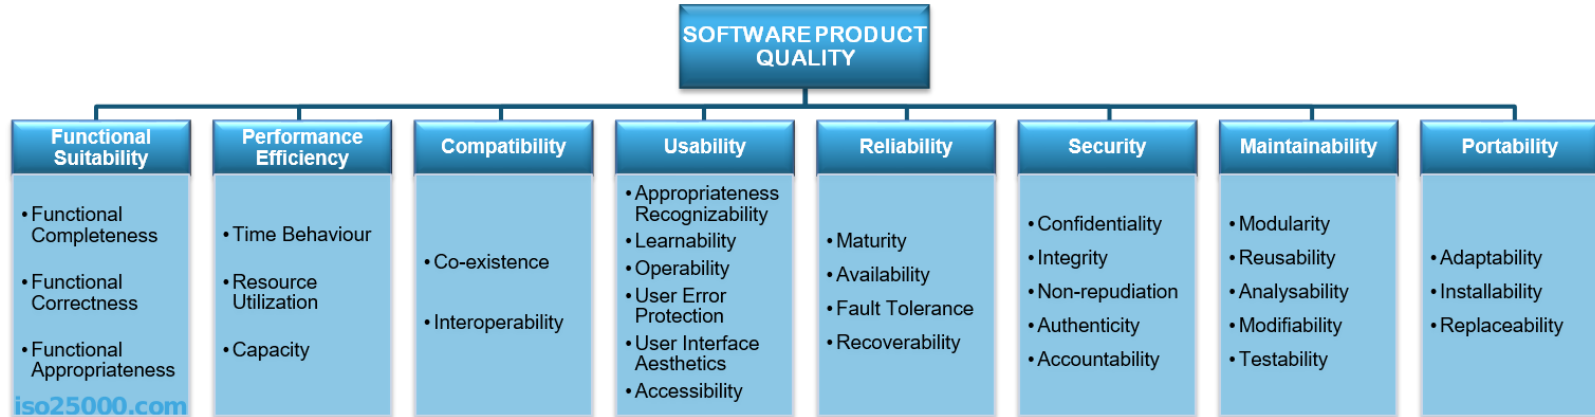 SOFTWARE PRODUCT
QUALITY
Functional
Suitability
• Functional
Completeness
• Functional
Correctness
• Functional
Appropriateness
Performance
Efficiency
• Time Behaviour
• Resource
Utilization
• Capacity
Compatibility
• Co-existence
• Interoperability
Usability
• Appropriateness
Recognizability
• Learnability
• Operability
• User Error
Protection
• User Interface
Aesthetics
• Accessibility
Reliability
• Maturity
• Availability
• Fault Tolerance
• Recoverability
Security
• Confidentiality
• Integrity
• Non-repudiation
• Authenticity
• Accountability
Maintainability
• Modularity
• Reusability
• Analysability
• Modifiability
• Testability
Portability
• Adaptability
• Installability
• Replaceability
iso25000.com